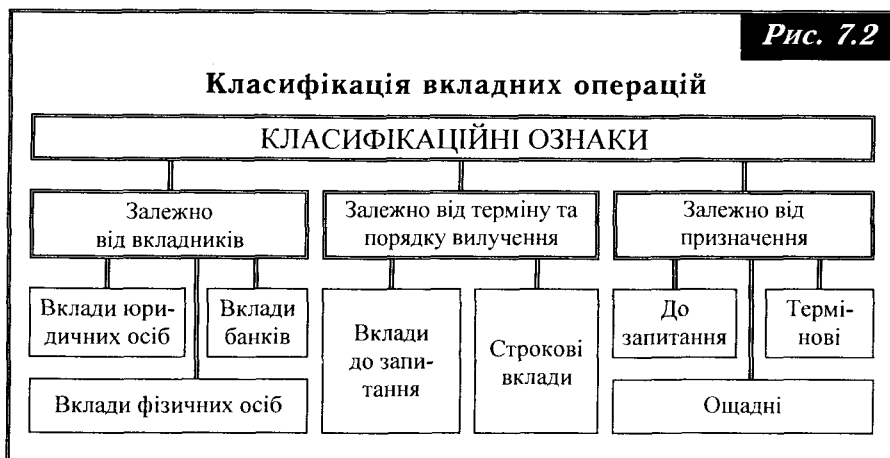 Рис. 7.2
Класифікація вкладних операцій
КЛАСИФІКАЦІЙНІ ОЗНАКИ
Залежно
від вкладників
Залежно від терміну та
порядку вилучення
Залежно від
призначення
Вклади юри-
дичних осіб
Вклади
банків
Вклади фізичних осіб
Вклади
до запи-
тання
Строкові
вклади
До
запитання
Термі-
нові
Ощадні